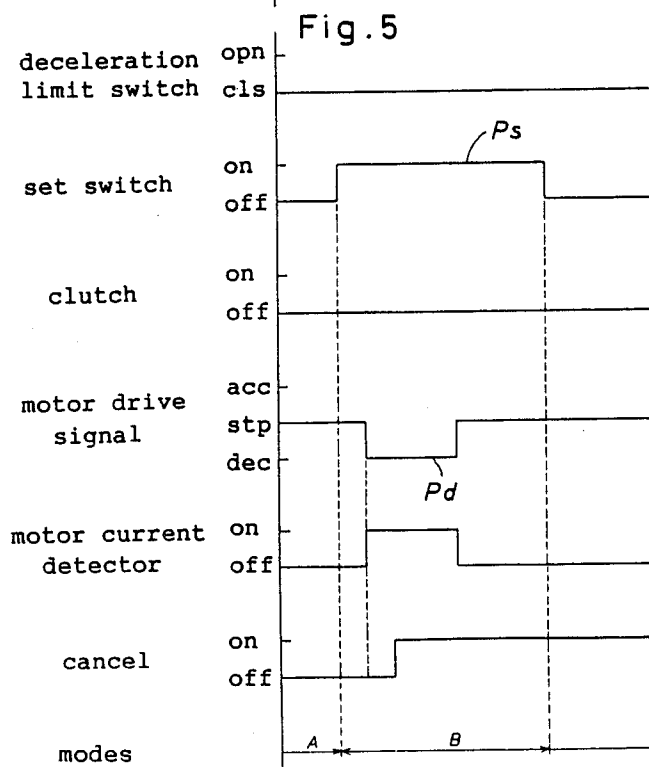 Fig.5
deceleration opn
limit switch cls
Ps
on
set switch
off
on
clutch
off
acc
motor drive
stp
signal
dec
Pd
motor current on
detector off
on
cancel
off
A B
modes